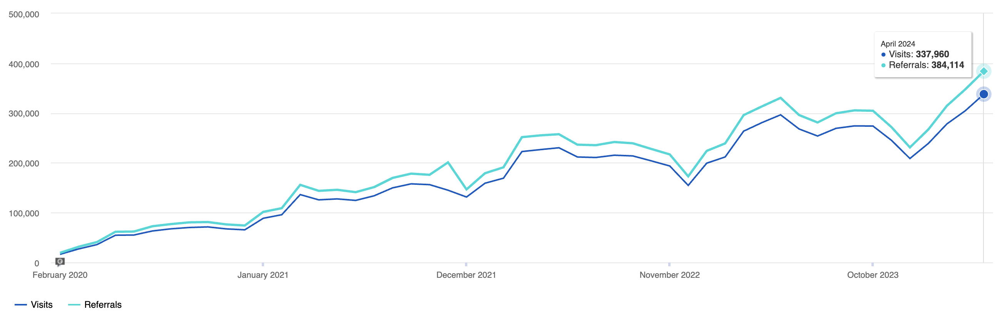 500,000
400,000
300,000
200,000
100,000
0
April 2024
Visits: 337,960
Referrals: 384,114
February 2020
January 2021
December 2021
November 2022
October 2023
Visits
Referrals